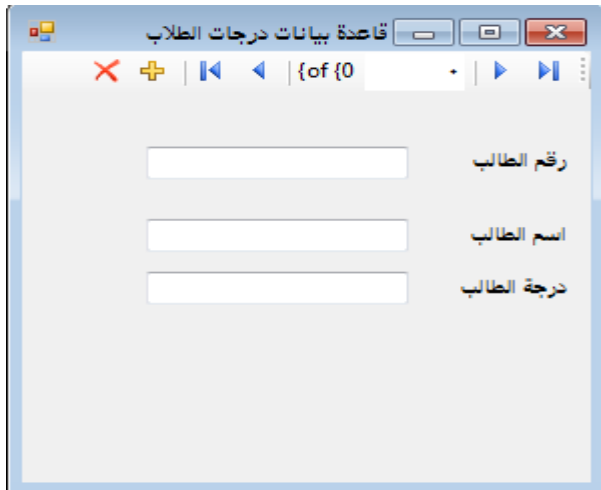 قاعدة بيانات درجات الطلاب
{of {0
رقم الطالب
اسم الطالب
درجة الطالب